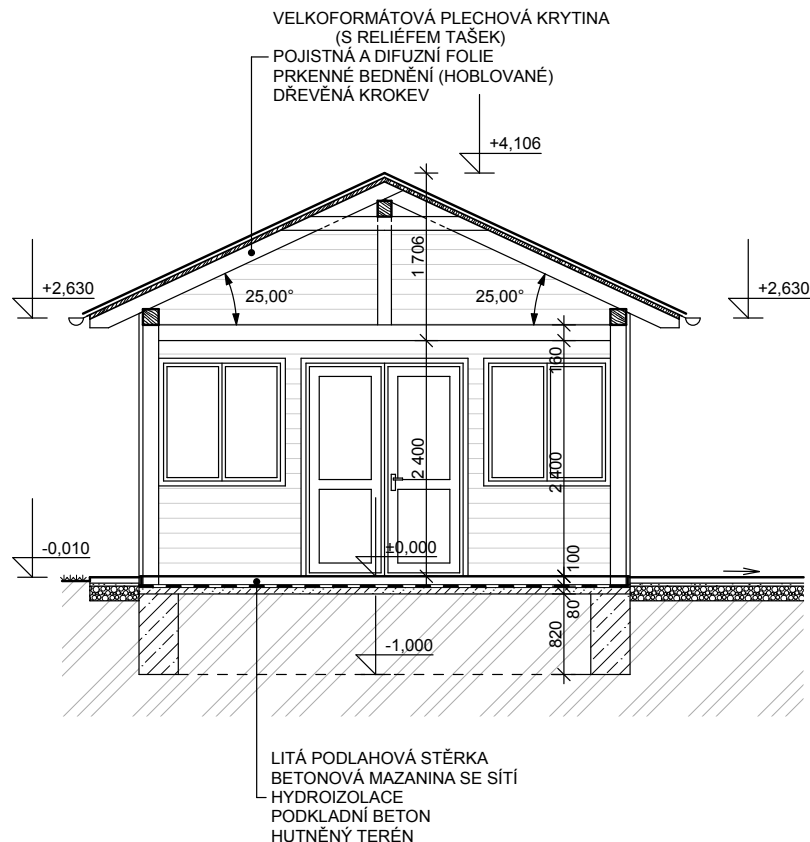 VELKOFORMÁTOVÁ PLECHOVÁ KRYTINA
(S RELIÉFEM TAŠEK)
POJISTNÁ A DIFUZNÍ FOLIE
PRKENNÉ BEDNĚNÍ (HOBLOVANÉ)
DŘEVĚNÁ KROKEV
+4,106
+2,630
1 706
+2,630
25,00°
25,00°
160
2 400
2 400
-0,010
±0,000
100
80
820
-1,000
LITÁ PODLAHOVÁ STĚRKA
BETONOVÁ MAZANINA SE SÍTÍ
HYDROIZOLACE
PODKLADNÍ BETON
HUTNĚNÝ TERÉN